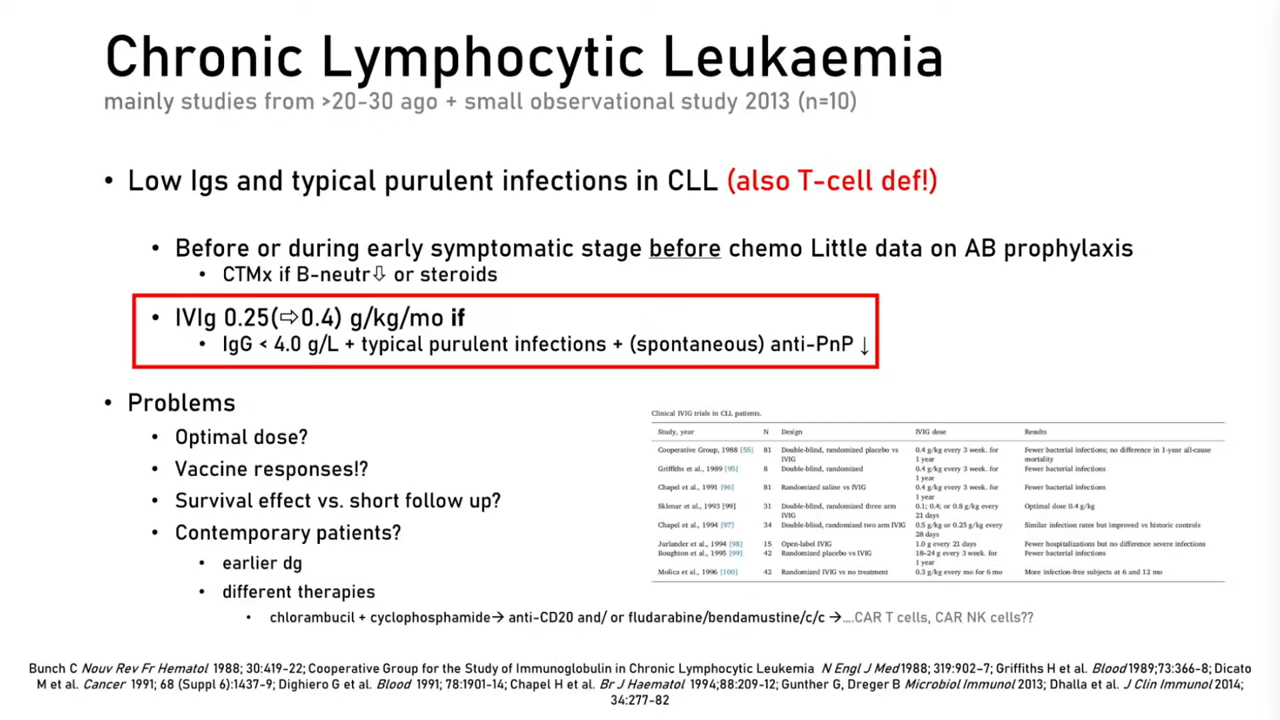 Chronic Lymphocytic Leukaemia
mainly studies from >20-30 ago + small observational study 2013 (n=10)
• Low Igs and typical purulent infections in CLL (also T-cell def!)
• Before or during early symptomatic stage before chemo Little data on AB prophylaxis
• CTMx if B-neutr⇩ or steroids
• IVIg 0.25(⇨0.4) g/kg/mo if
• IgG < 4.0 g/L + typical purulent infections + (spontaneous) anti-PnP ↓
• Problems
• Optimal dose?
• Vaccine responses!?
• Survival effect vs. short follow up?
• Contemporary patients?
• earlier dg
• different therapies
• chlorambucil + cyclophosphamide→ anti-CD20 and/ or fludarabine/bendamustine/c/c →....CAR T cells, CAR NK cells??
Clinical IVIG trials in CLL patients.
Study, year N Design IVIG dose Results
Cooperative Group, 1988 [55] 81 Double-blind, randomized placebo vs 0.4 g/kg every 3 week. for Fewer bacterial infections; no difference in 1-year all-cause
IVIG 1 year mortality
Griffiths et al., 1989 [95] 8 Double-blind, randomized 0.4 g/kg every 3 week. for Fewer bacterial infections
1 year
Chapel et al., 1991 [96] 81 Randomized saline vs IVIG 0.4 g/kg every 3 week. for Fewer bacterial infections
1 year
Sklenar et al., 1993 [99] 31 Double-blind, randomized three arm 0.1; 0.4; or 0.8 g/kg every Optimal dose 0.4 g/kg
IVIG 21 days
Chapel et al., 1994 [97] 34 Double-blind, randomized two arm IVIG 0.5 g/kg or 0.25 g/kg every Similar infection rates but improved vs historic controls
28 days
Jurlander et al., 1994 [98] 15 Open-label IVIG 1.0 g every 21 days Fewer hospitalizations but no difference severe infections
Boughton et al., 1995 [99] 42 Randomized placebo vs IVIG 18–24 g every 3 week. for Fewer bacterial infections
1 year
Molica et al., 1996 [100] 42 Randomized IVIG vs no treatment 0.3 g/kg every mo for 6 mo More infection-free subjects at 6 and 12 mo
Bunch C Nouv Rev Fr Hematol 1988; 30:419-22; Cooperative Group for the Study of Immunoglobulin in Chronic Lymphocytic Leukemia N Engl J Med 1988; 319:902–7; Griffiths H et al. Blood 1989;73:366-8; Dicato
M et al. Cancer 1991; 68 (Suppl 6):1437-9; Dighiero G et al. Blood 1991; 78:1901-14; Chapel H et al. Br J Haematol 1994;88:209-12; Gunther G, Dreger B Microbiol Immunol 2013; Dhalla et al. J Clin Immunol 2014;
34:277-82